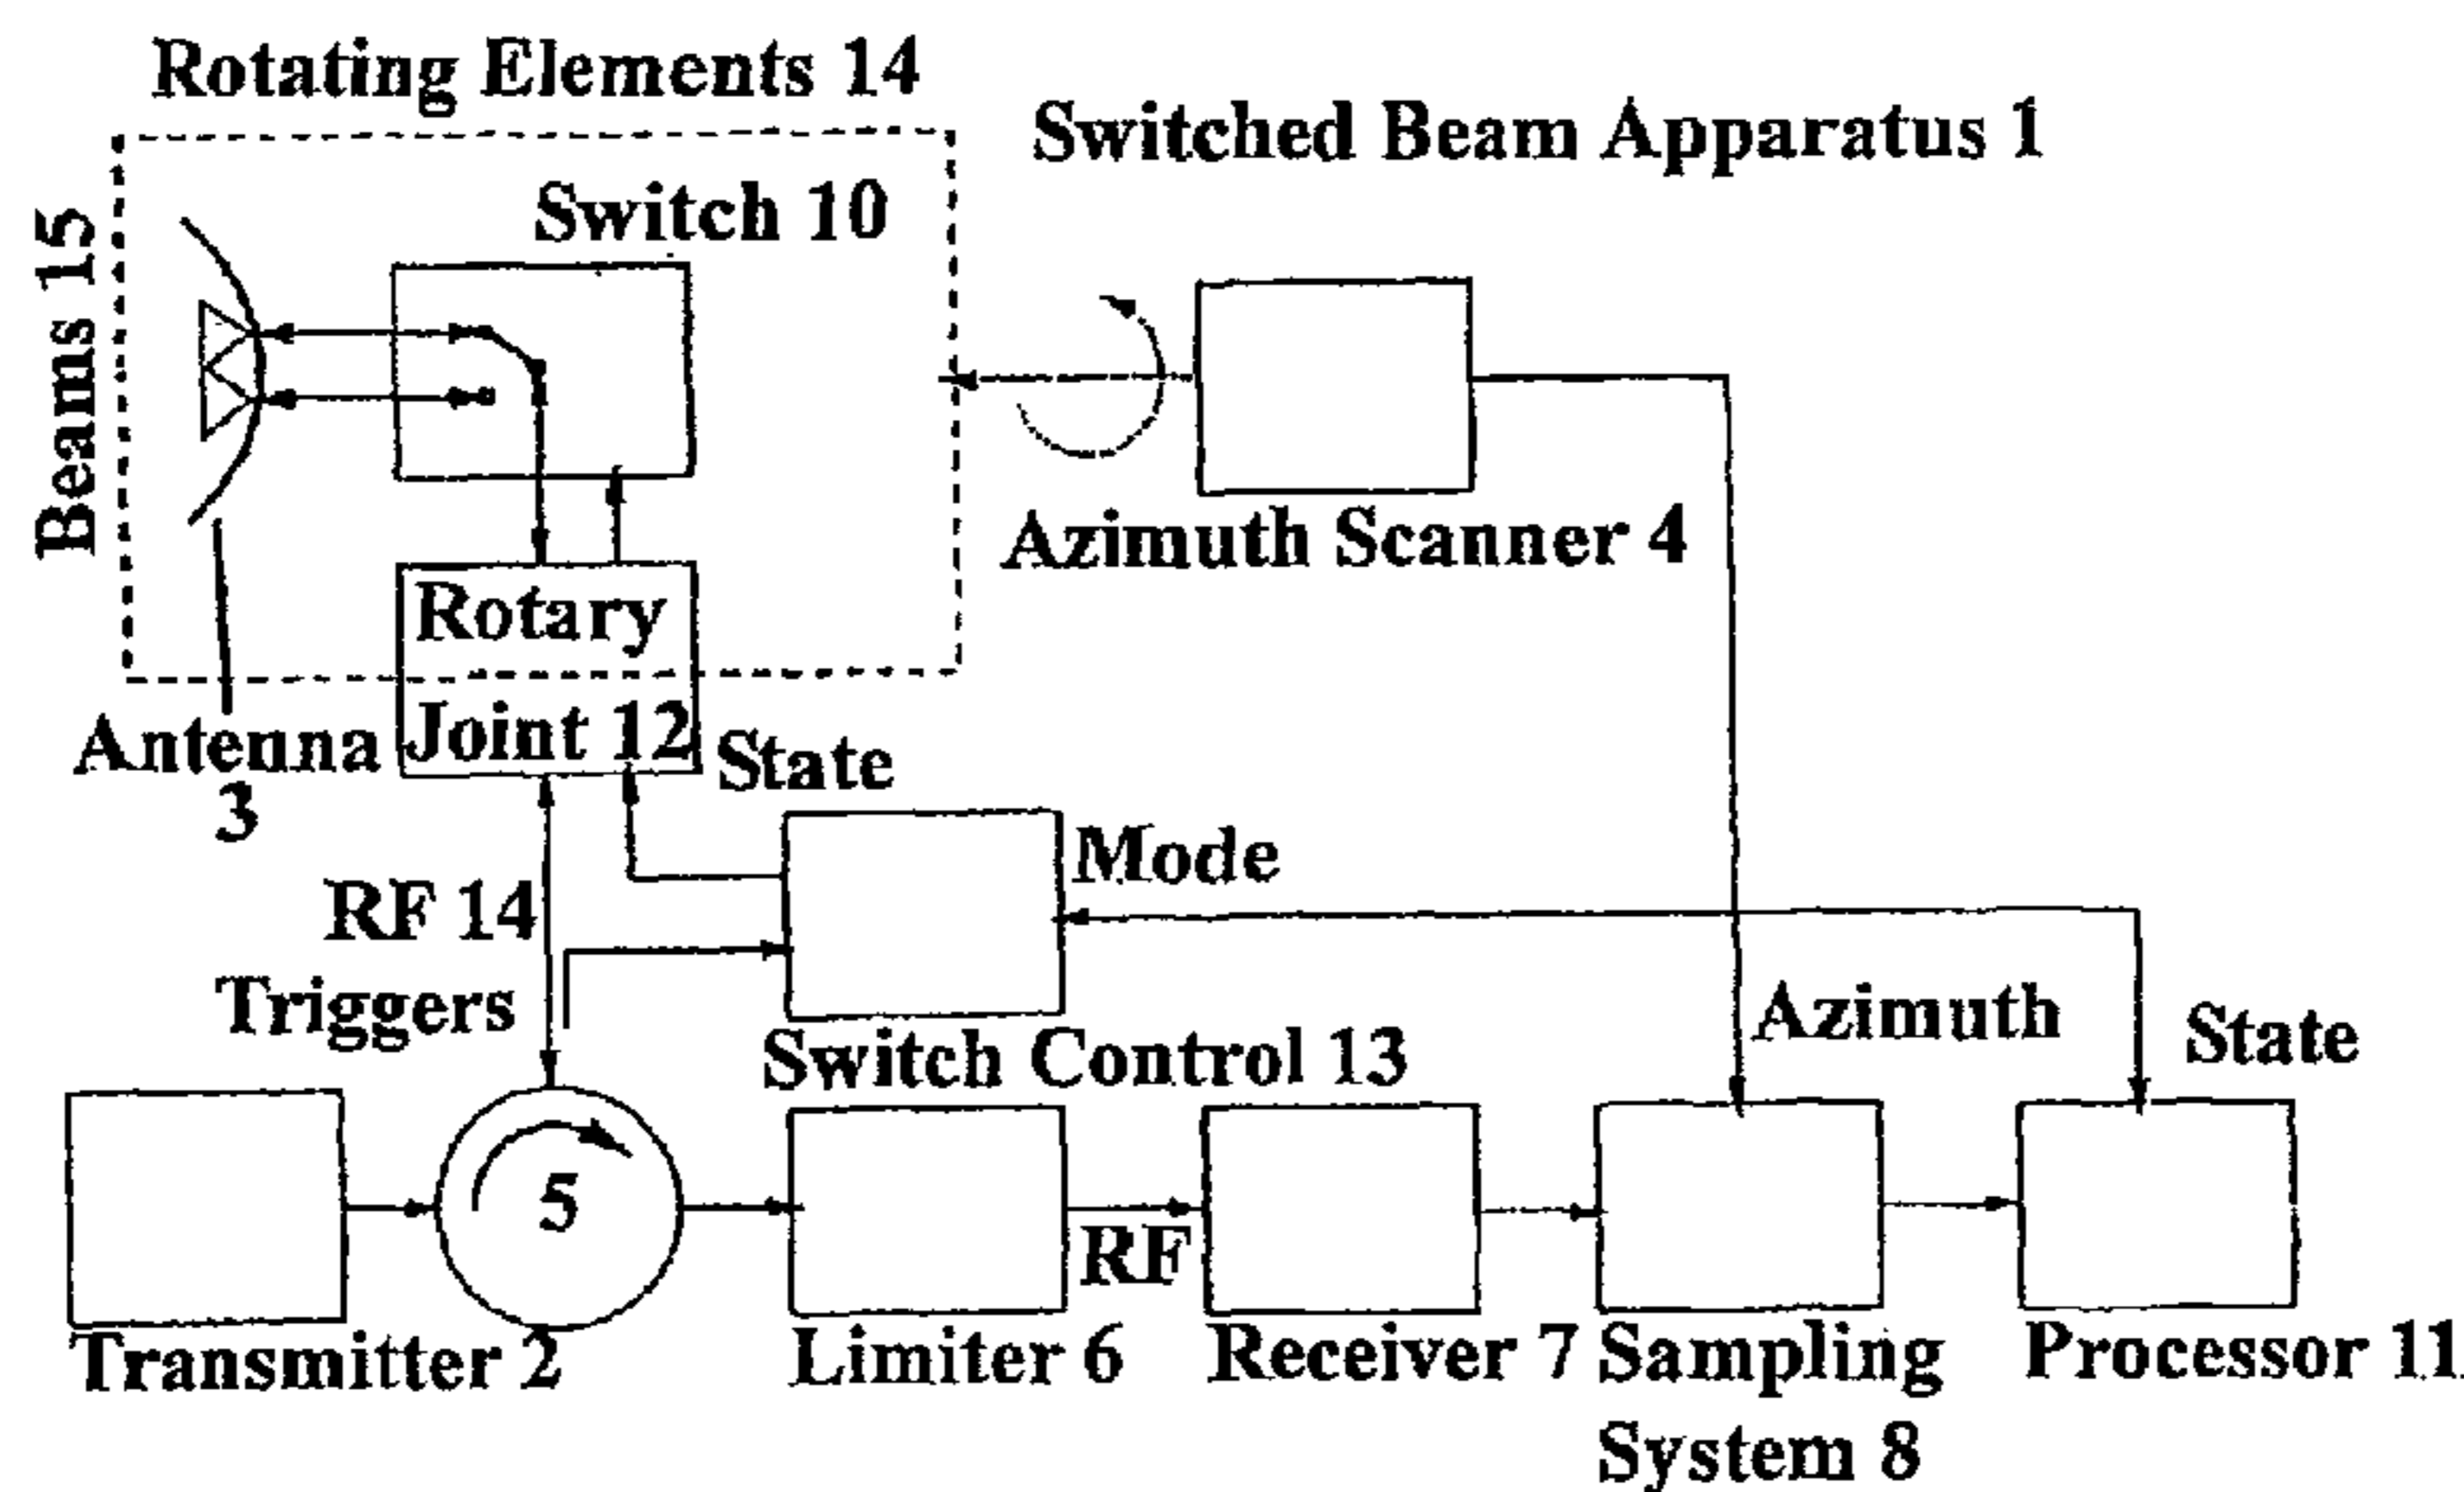 Rotating Elements 14
Switched Beam Apparatus 1
Switch 10
Beams 15
Azimuth Scanner 4
Rotary
Joint 12
Antenna
3
State
Mode
RF 14
Triggers
Switch Control 13
Azimuth
State
5
RF
Transmitter 2
Limiter 6
Receiver 7
Sampling
System 8
Processor 11